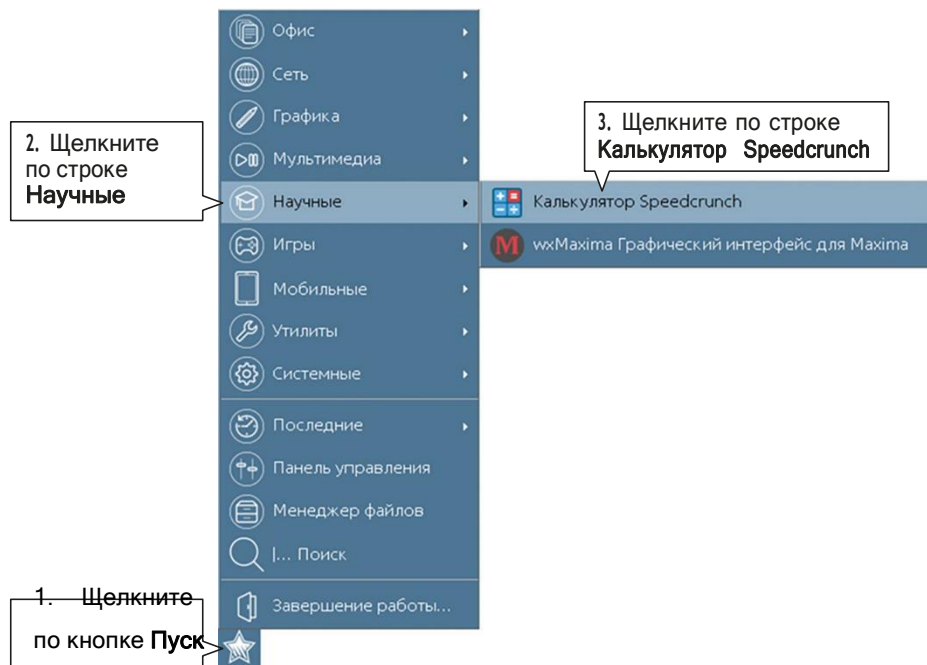 Офис
Сеть
Графика
Мультимедиа
Научные
Игры
Мобильные
Утилиты
Системные
Последние
Панель управления
Менеджер файлов
|... Поиск
Завершение работы...
Калькулятор Speedcrunch
wxMaxima Графический интерфейс для Maxima
1. Щелкните
по кнопке Пуск
2. Щелкните
по строке
Научные
3. Щелкните по строке
Калькулятор Speedcrunch
M